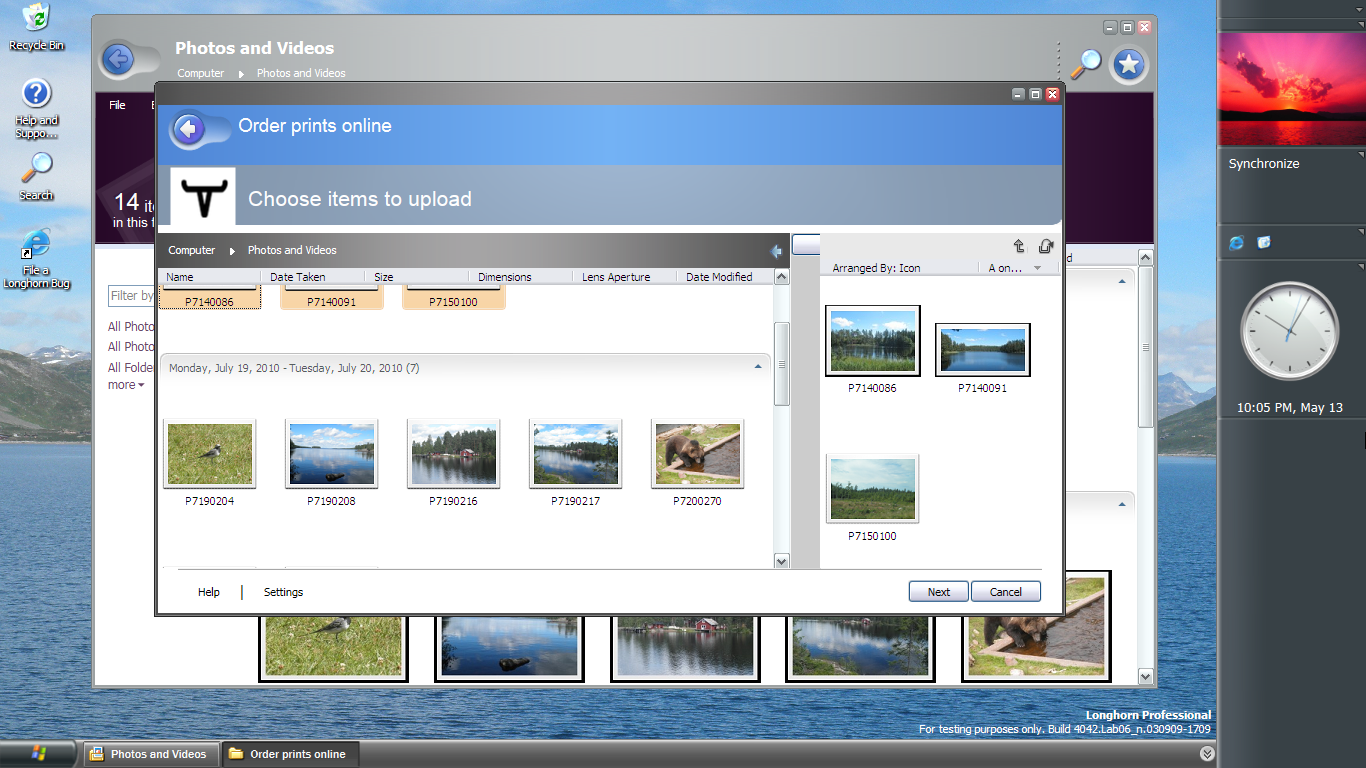 Recycle Bin
Help and
Suppo...
Search
File a
Longhorn Bug
Photos and Videos
Computer Photos and Videos
File
14
in this
Filter by
All Photo
All Photo
All Folde
more
Order prints online
Choose items to upload
Computer Photos and Videos
Name Date Taken Size Dimensions Lens Aperture Date Modified
P7140086 P7140091 P7150100
Monday, July 19, 2010 - Tuesday, July 20, 2010 (7)
P7190204 P7190208 P7190216 P7190217 P7200270
Arranged By: Icon A on...
P7140086 P7140091
P7150100
Help Settings
Next Cancel
Synchronize
10:05 PM, May 13
Longhorn Professional
For testing purposes only. Build 4042.Lab06_n.030909-1709
Photos and Videos
Order prints online